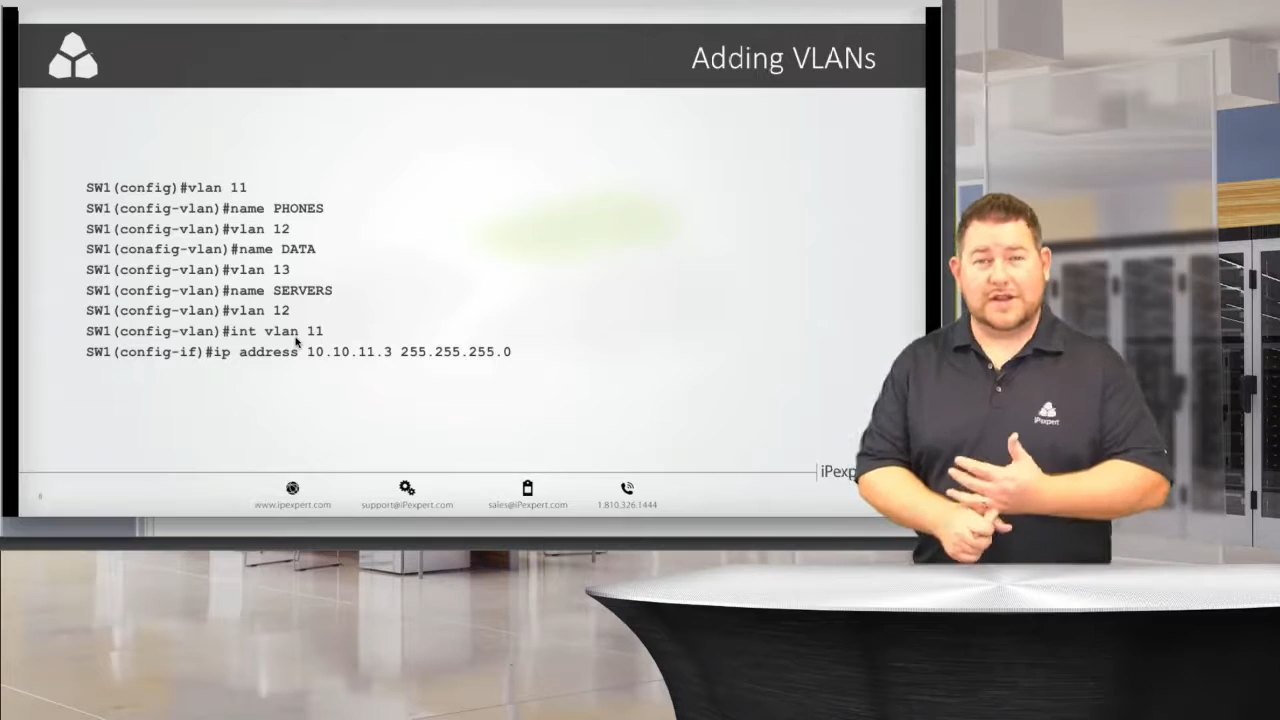 Adding VLANs
SW1(config)#vlan 11
SW1(config-vlan)#name PHONES
SW1(config-vlan)#vlan 12
SW1(conafig-vlan)#name DATA
SW1(config-vlan)#vlan 13
SW1(config-vlan)#name SERVERS
SW1(config-vlan)#vlan 12
SW1(config-vlan)#int vlan 11
SW1(config-if)#ip address 10.10.11.3 255.255.255.0
iPexp
6
www.ipexpert.com support@iPexpert.com sales@iPexpert.com 1.810.326.1444
iPexpert